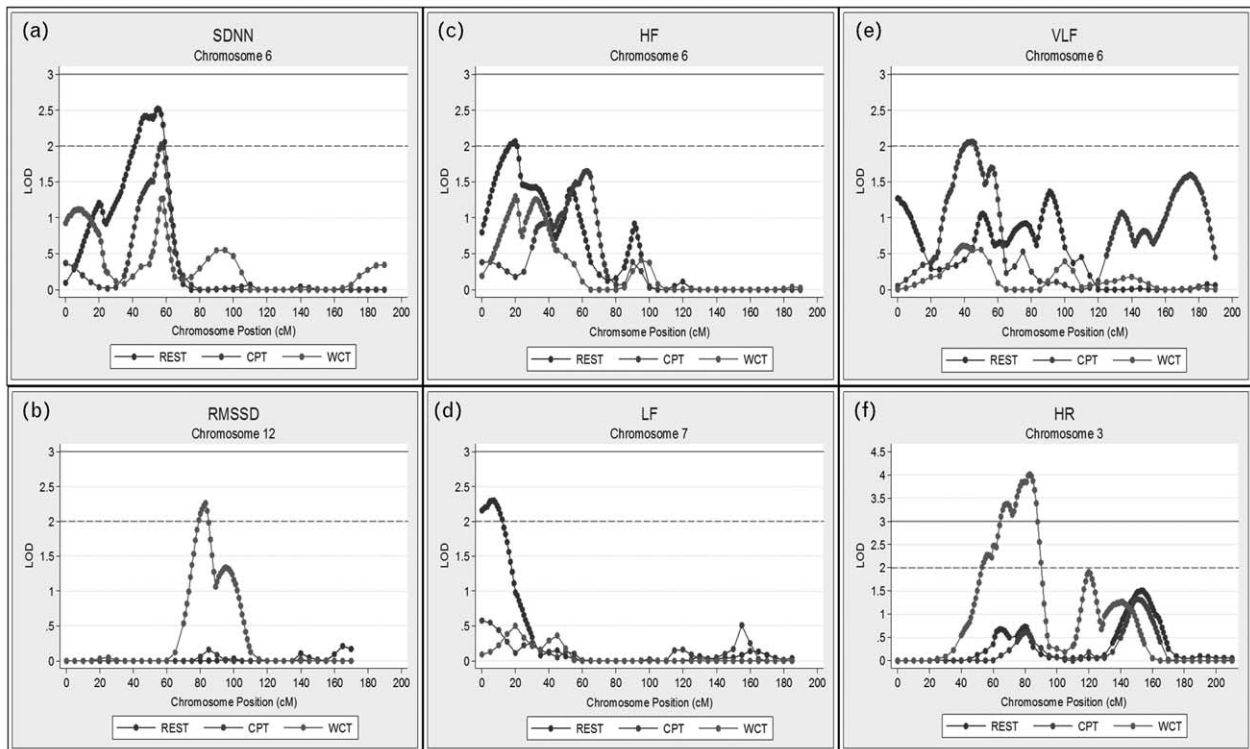 (a)
SDNN
Chromosome 6
3
2.5
2
1.5
1
.5
0
LOD
0 20 40 60 80 100 120 140 160 180 200
Chromosome Postion (cM)
REST CPT WCT
(c)
HF
Chromosome 6
3
2.5
2
1.5
1
.5
0
LOD
0 20 40 60 80 100 120 140 160 180 190
Chromsome Position (cM)
REST CPT WCT
(e)
VLF
Chromosome 6
3
2.5
2
1.5
1
.5
0
LOD
0 20 40 60 80 100 120 140 160 180 200
Chromosome Position (cM)
REST CPT WCT
(b)
RMSSD
Chromosome 12
3
2.5
2
1.5
1
.5
0
LOD
0 20 40 60 80 100 120 140 160 180 200
Chromosome Position (cM)
REST CPT WCT
(d)
LF
Chromosome 7
3
2.5
2
1.5
1
.5
0
LOD
0 20 40 60 80 100 120 140 160 180 200
Chromosome Position (cM)
REST CPT WCT
(f)
HR
Chromosome 3
4.5
4
3.5
3
2.5
2
1.5
1
.5
0
LOD
0 20 40 60 80 100 120 140 160 180 200
Chromosome Position (cM)
REST CPT WCT